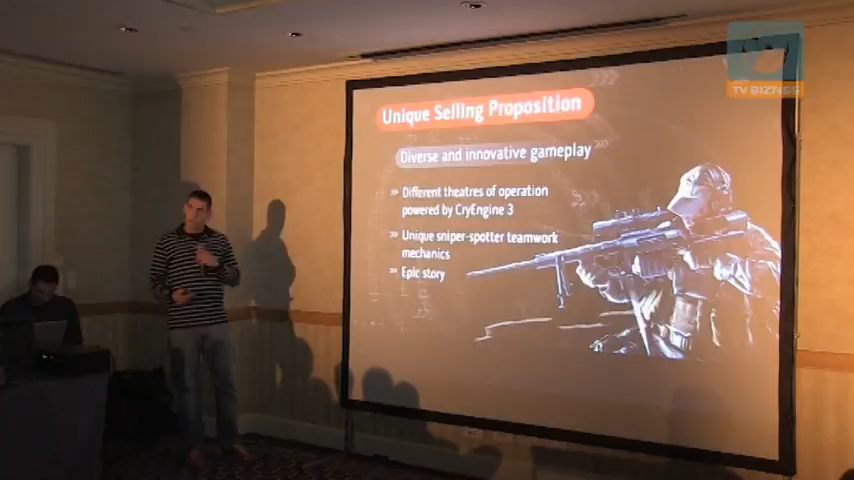 TV BIZNES
Unique Selling Proposition
Diverse and innovative gameplay
» Different theatres of operation
powered by CryEngine 3
» Unique sniper-spotter teamwork
mechanics
» Epic story